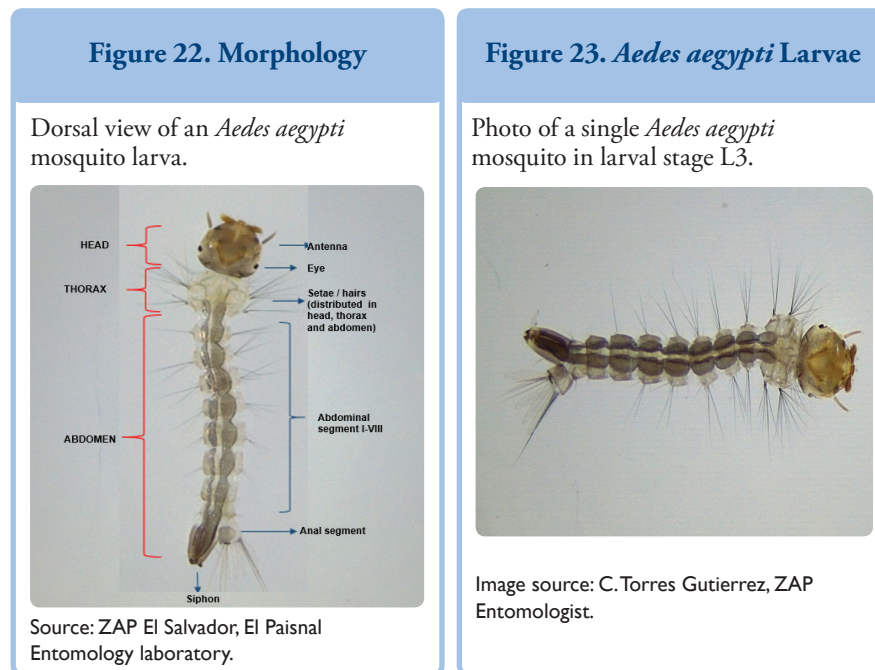 Figure 22. Morphology
Dorsal view of an Aedes aegypti
mosquito larva.
HEAD
THORAX
ABDOMEN
Antenna
Eye
Setae / hairs
(distributed in
head, thorax
and abdomen)
Abdominal
segment I-VIII
Anal segment
Siphon
Source: ZAP El Salvador, El Paisnal
Entomology laboratory.
Figure 23. Aedes aegypti Larvae
Photo of a single Aedes aegypti
mosquito in larval stage L3.
Image source: C. Torres Gutierrez, ZAP
Entomologist.